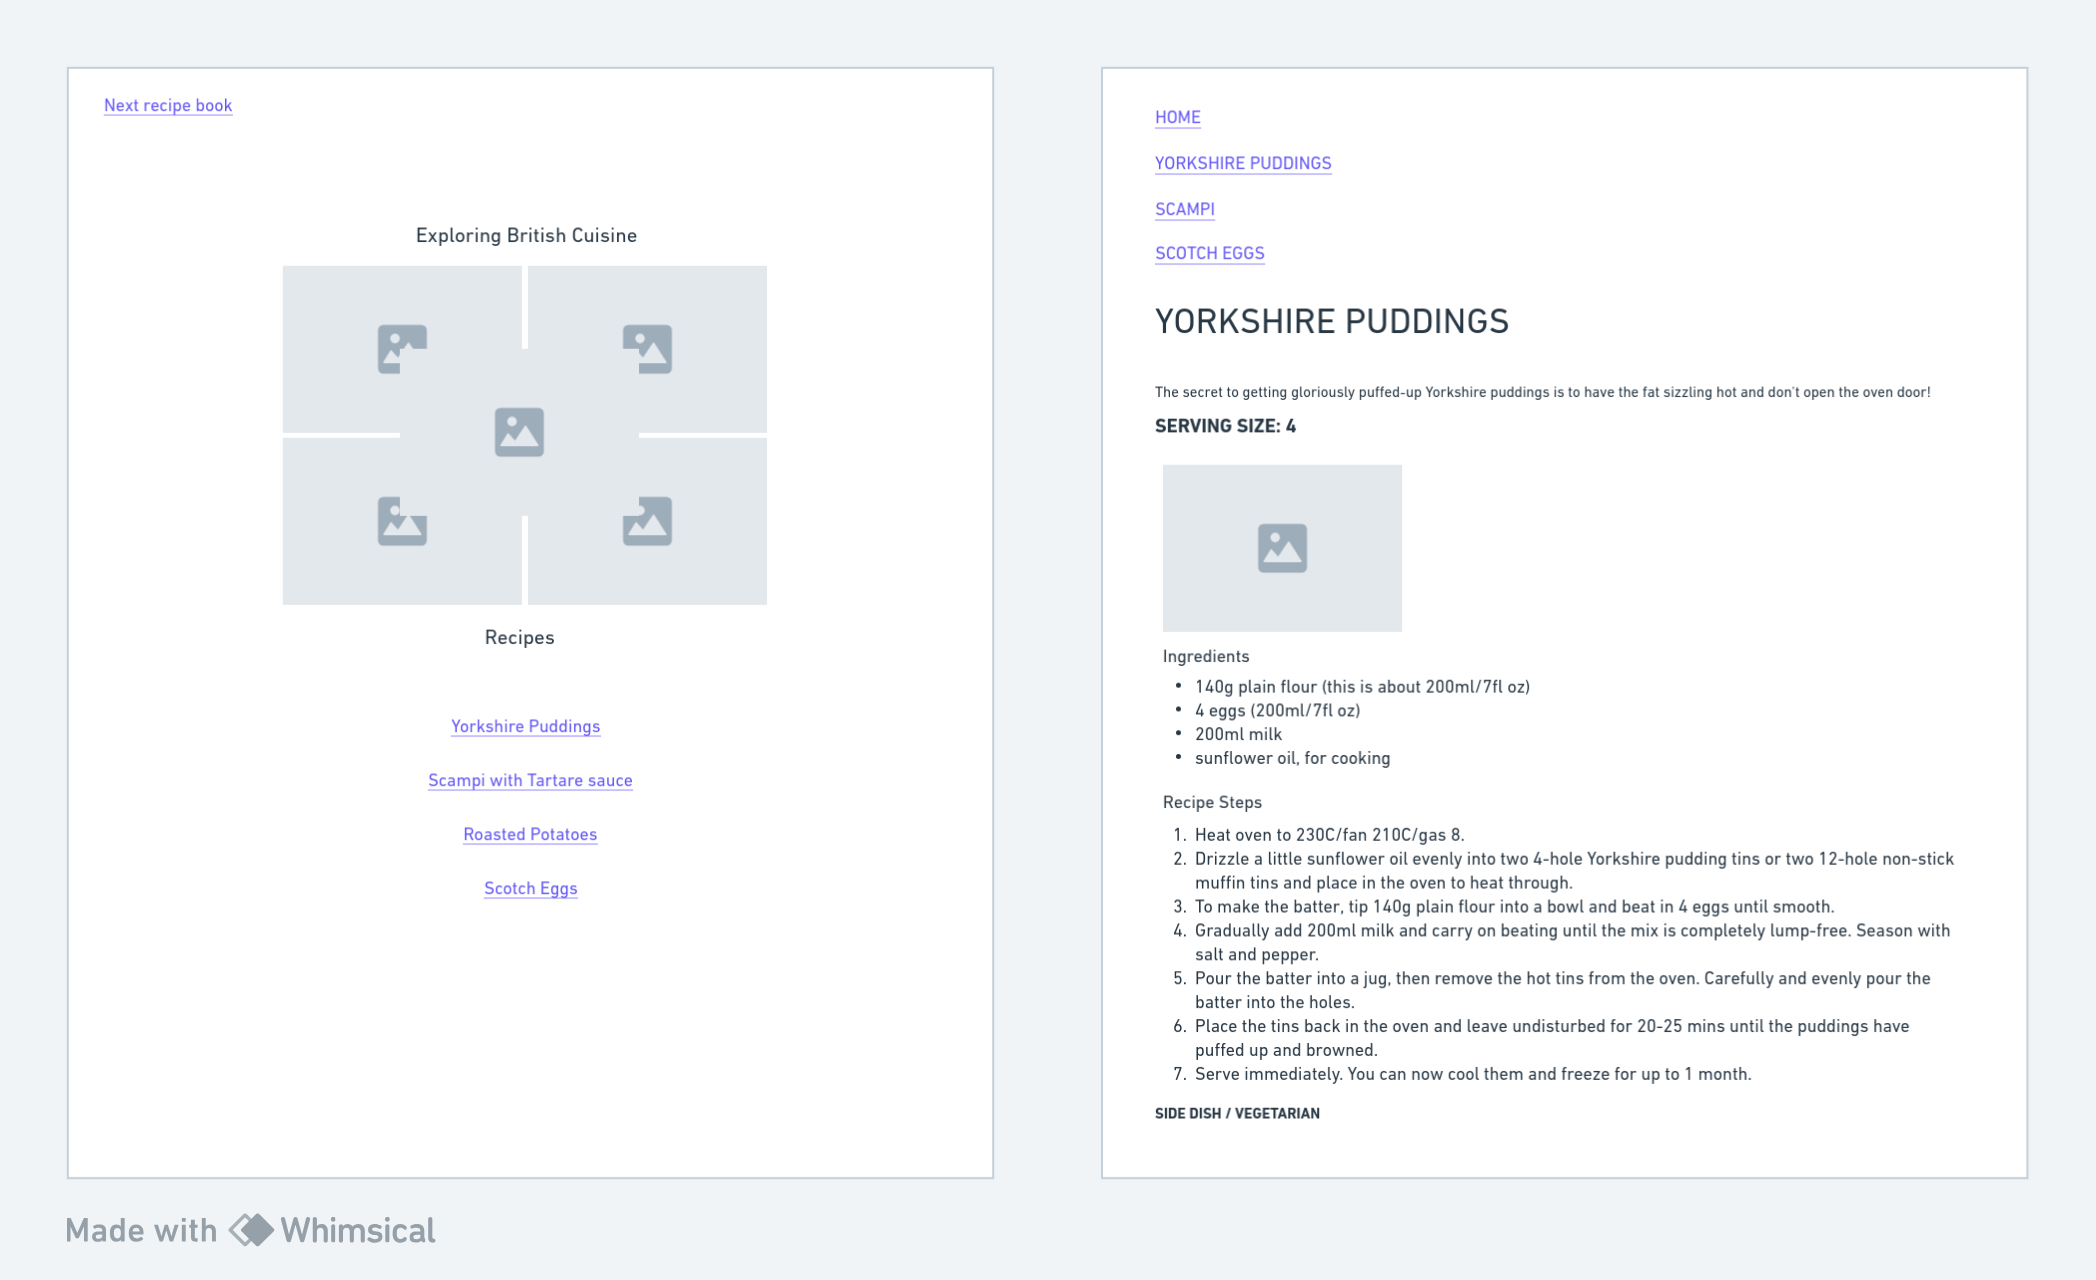 Next recipe book
Exploring British Cuisine
Recipes
Yorkshire Puddings
Scampi with Tartare sauce
Roasted Potatoes
Scotch Eggs
HOME
YORKSHIRE PUDDINGS
SCAMPI
SCOTCH EGGS
YORKSHIRE PUDDINGS
The secret to getting gloriously puffed-up Yorkshire puddings is to have the fat sizzling hot and don't open the oven door!
SERVING SIZE: 4
Ingredients
• 140g plain flour (this is about 200ml/7fl oz)
• 4 eggs (200ml/7fl oz)
• 200ml milk
• sunflower oil, for cooking
Recipe Steps
1. Heat oven to 230C/fan 210C/gas 8.
2. Drizzle a little sunflower oil evenly into two 4-hole Yorkshire pudding tins or two 12-hole non-stick
muffin tins and place in the oven to heat through.
3. To make the batter, tip 140g plain flour into a bowl and beat in 4 eggs until smooth.
4. Gradually add 200ml milk and carry on beating until the mix is completely lump-free. Season with
salt and pepper.
5. Pour the batter into a jug, then remove the hot tins from the oven. Carefully and evenly pour the
batter into the holes.
6. Place the tins back in the oven and leave undisturbed for 20-25 mins until the puddings have
puffed up and browned.
7. Serve immediately. You can now cool them and freeze for up to 1 month.
SIDE DISH / VEGETARIAN
Made with Whimsical